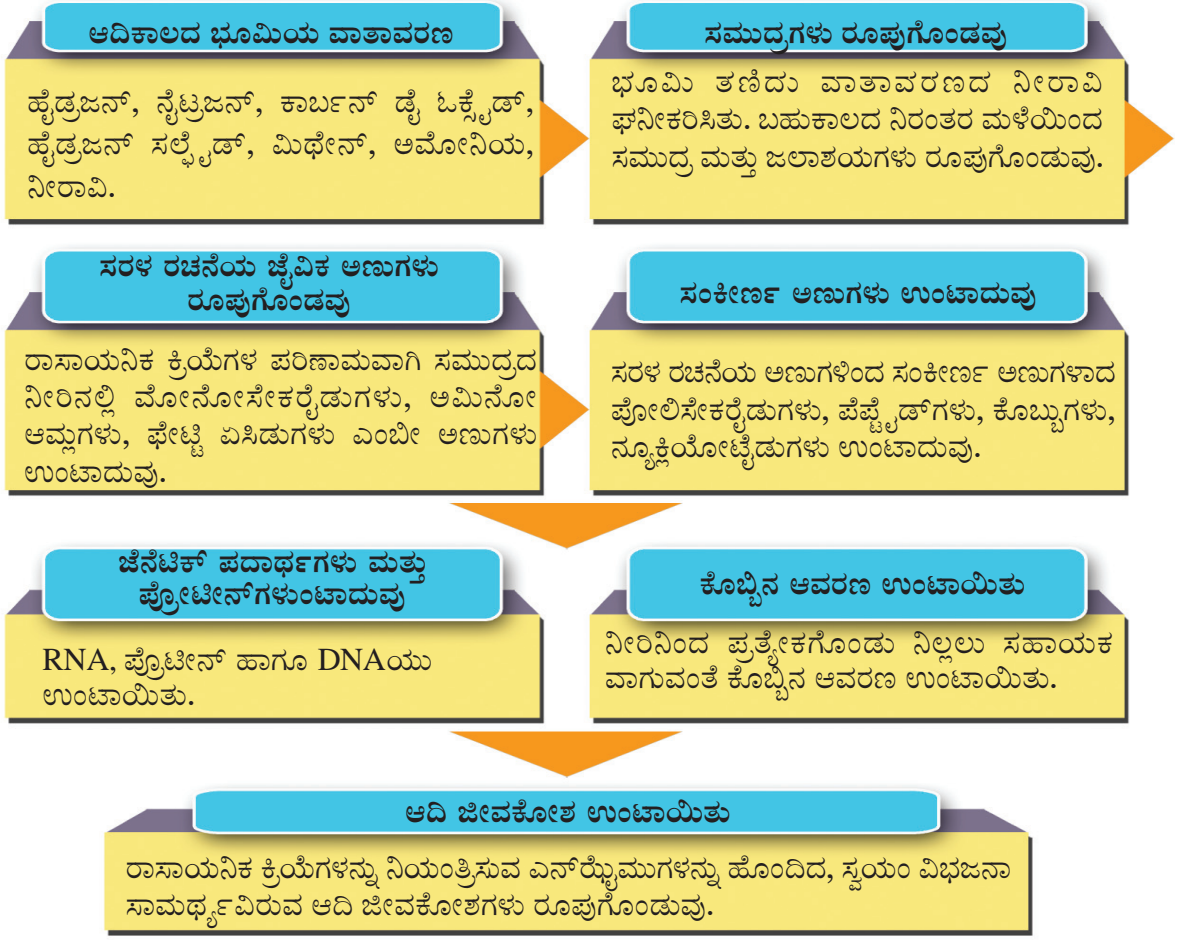 ಆದಿಕಾಲದ ಭೂಮಿಯ ವಾತಾವರಣ
ಹೈಡ್ರಜನ್, ನೈಟ್ರಜನ್, ಕಾರ್ಬನ್ ಡೈ ಓಕ್ಸೈಡ್,
ಹೈಡ್ರಜನ್ ಸಲ್ಫೈಡ್, ಮಿಥೇನ್, ಅಮೋನಿಯ,
ನೀರಾವಿ.
ಸಮುದ್ರಗಳು ರೂಪುಗೊಂಡವು
ಭೂಮಿ ತಣಿದು ವಾತಾವರಣದ ನೀರಾವಿ
ಘನೀಕರಿಸಿತು. ಬಹುಕಾಲದ ನಿರಂತರ ಮಳೆಯಿಂದ
ಸಮುದ್ರ ಮತ್ತು ಜಲಾಶಯಗಳು ರೂಪುಗೊಂಡುವು.
ಸರಳ ರಚನೆಯ ಜೈವಿಕ ಅಣುಗಳು
ರೂಪುಗೊಂಡವು
ರಾಸಾಯನಿಕ ಕ್ರಿಯೆಗಳ ಪರಿಣಾಮವಾಗಿ ಸಮುದ್ರದ
ನೀರಿನಲ್ಲಿ ಮೋನೋಸೇಕರೈಡುಗಳು, ಅಮಿನೋ
ಆಮ್ಲಗಳು, ಫೇಟ್ಟಿ ಏಸಿಡುಗಳು ಎಂಬೀ ಅಣುಗಳು
ಉಂಟಾದುವು.
ಸಂಕೀರ್ಣ ಅಣುಗಳು ಉಂಟಾದುವು
ಸರಳ ರಚನೆಯ ಅಣುಗಳಿಂದ ಸಂಕೀರ್ಣ ಅಣುಗಳಾದ
ಪೋಲಿಸೇಕರೈಡುಗಳು, ಪೆಪ್ಟೈಡ್‌ಗಳು, ಕೊಬ್ಬುಗಳು,
ನ್ಯೂಕ್ಲಿಯೋಟೈಡುಗಳು ಉಂಟಾದುವು.
ಜೆನೆಟಿಕ್ ಪದಾರ್ಥಗಳು ಮತ್ತು
ಪ್ರೋಟೀನ್‌ಗಳುಂಟಾದುವು
RNA, ಪ್ರೊಟೀನ್ ಹಾಗೂ DNAಯು
ಉಂಟಾಯಿತು.
ಕೊಬ್ಬಿನ ಆವರಣ ಉಂಟಾಯಿತು
ನೀರಿನಿಂದ ಪ್ರತ್ಯೇಕಗೊಂಡು ನಿಲ್ಲಲು ಸಹಾಯಕ
ವಾಗುವಂತೆ ಕೊಬ್ಬಿನ ಆವರಣ ಉಂಟಾಯಿತು.
ಆದಿ ಜೀವಕೋಶ ಉಂಟಾಯಿತು
ರಾಸಾಯನಿಕ ಕ್ರಿಯೆಗಳನ್ನು ನಿಯಂತ್ರಿಸುವ ಎನ್‌ಝೈಮುಗಳನ್ನು ಹೊಂದಿದ, ಸ್ವಯಂ ವಿಭಜನಾ
ಸಾಮರ್ಥ್ಯವಿರುವ ಆದಿ ಜೀವಕೋಶಗಳು ರೂಪುಗೊಂಡುವು.